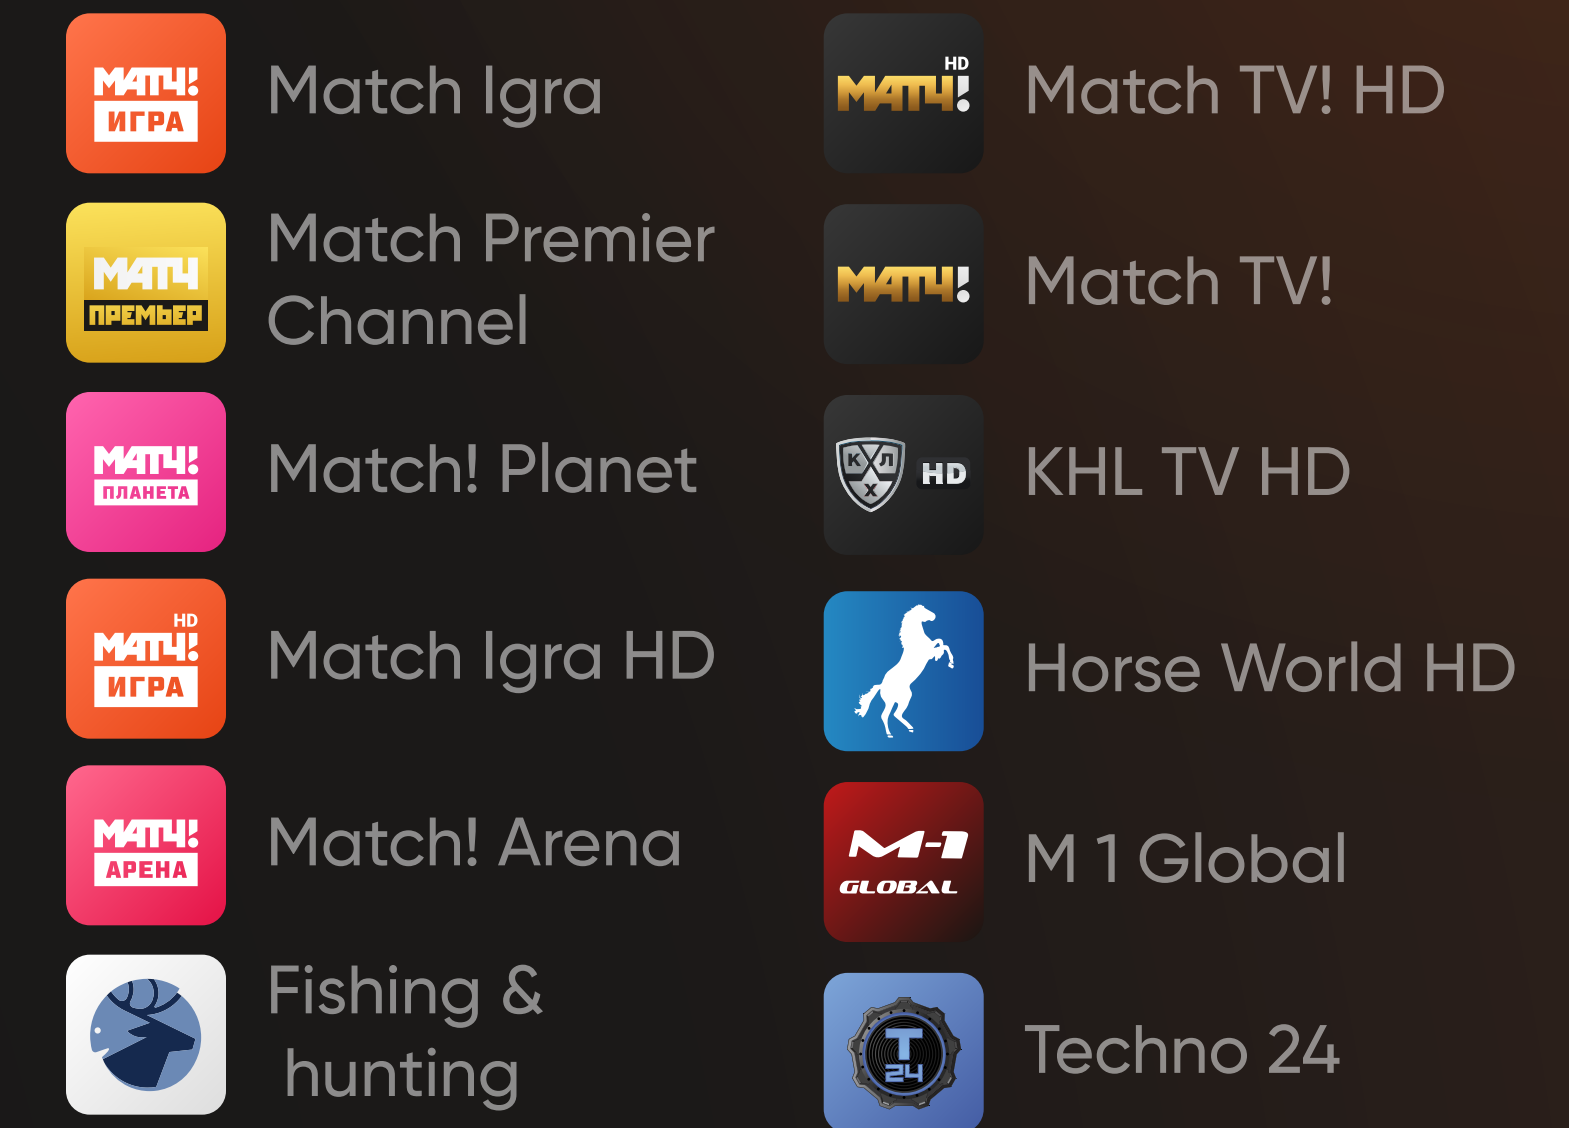 МАТЧ!
ИГРА
Match Igra
МАТЧ
ПРЕМЬЕР
Match Premier
Channel
МАТЧ!
ПЛАНЕТА
Match! Planet
HD
МАТЧ!
ИГРА
Match Igra HD
МАТЧ!
АРЕНА
Match! Arena
Fishing &
hunting
HD
МАТЧ!
Match TV! HD
МАТЧ!
Match TV!
К Л
Х
HD
KHL TV HD
Horse World HD
M-1
GLOBAL
M 1 Global
T
24
Techno 24